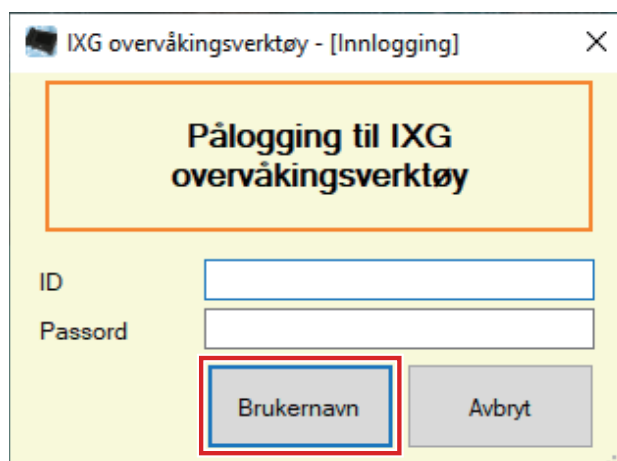 IXG overvåkingsverktøy - [Innlogging]
Pålogging til IXG
overvåkingsverktøy
ID
Passord
Brukernavn Avbryt